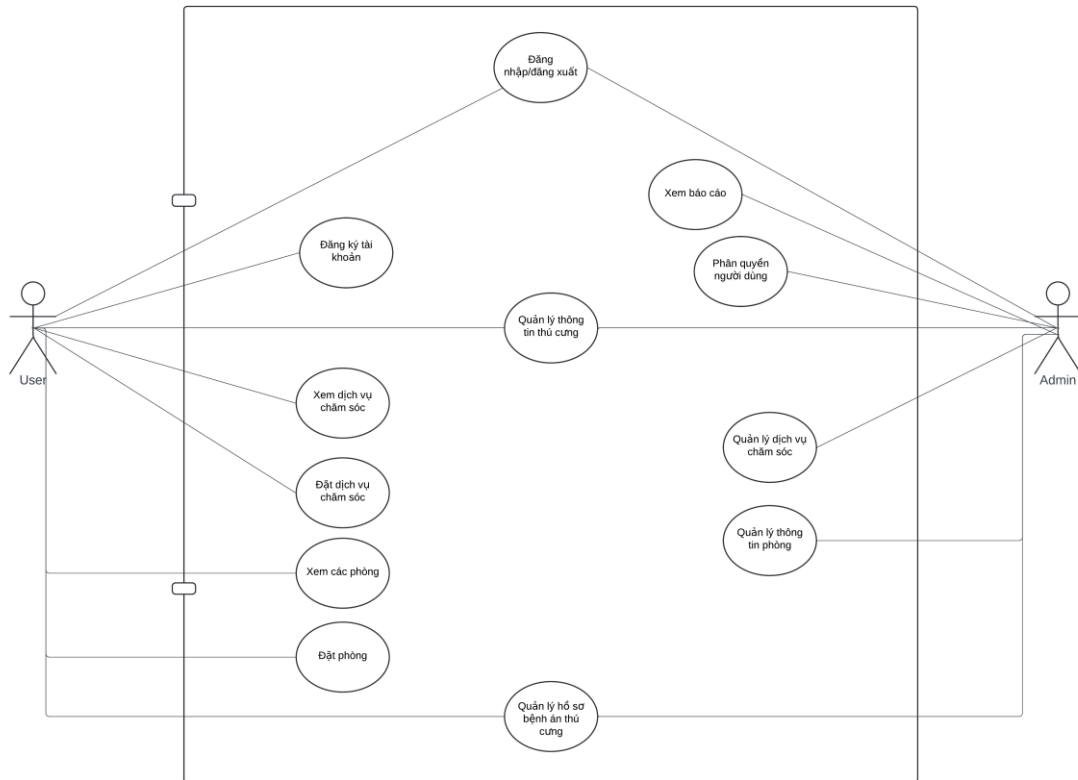 Đăng
nhập/đăng xuất
Xem báo cáo
Đăng ký tài
khoản
Phân quyền
người dùng
Quản lý thông
tin thú cưng
User
Admin
Xem dịch vụ
chăm sóc
Quản lý dịch vụ
chăm sóc
Đặt dịch vụ
chăm sóc
Quản lý thông
tin phòng
Xem các phòng
Đặt phòng
Quản lý hồ sơ
bệnh án thú
cưng